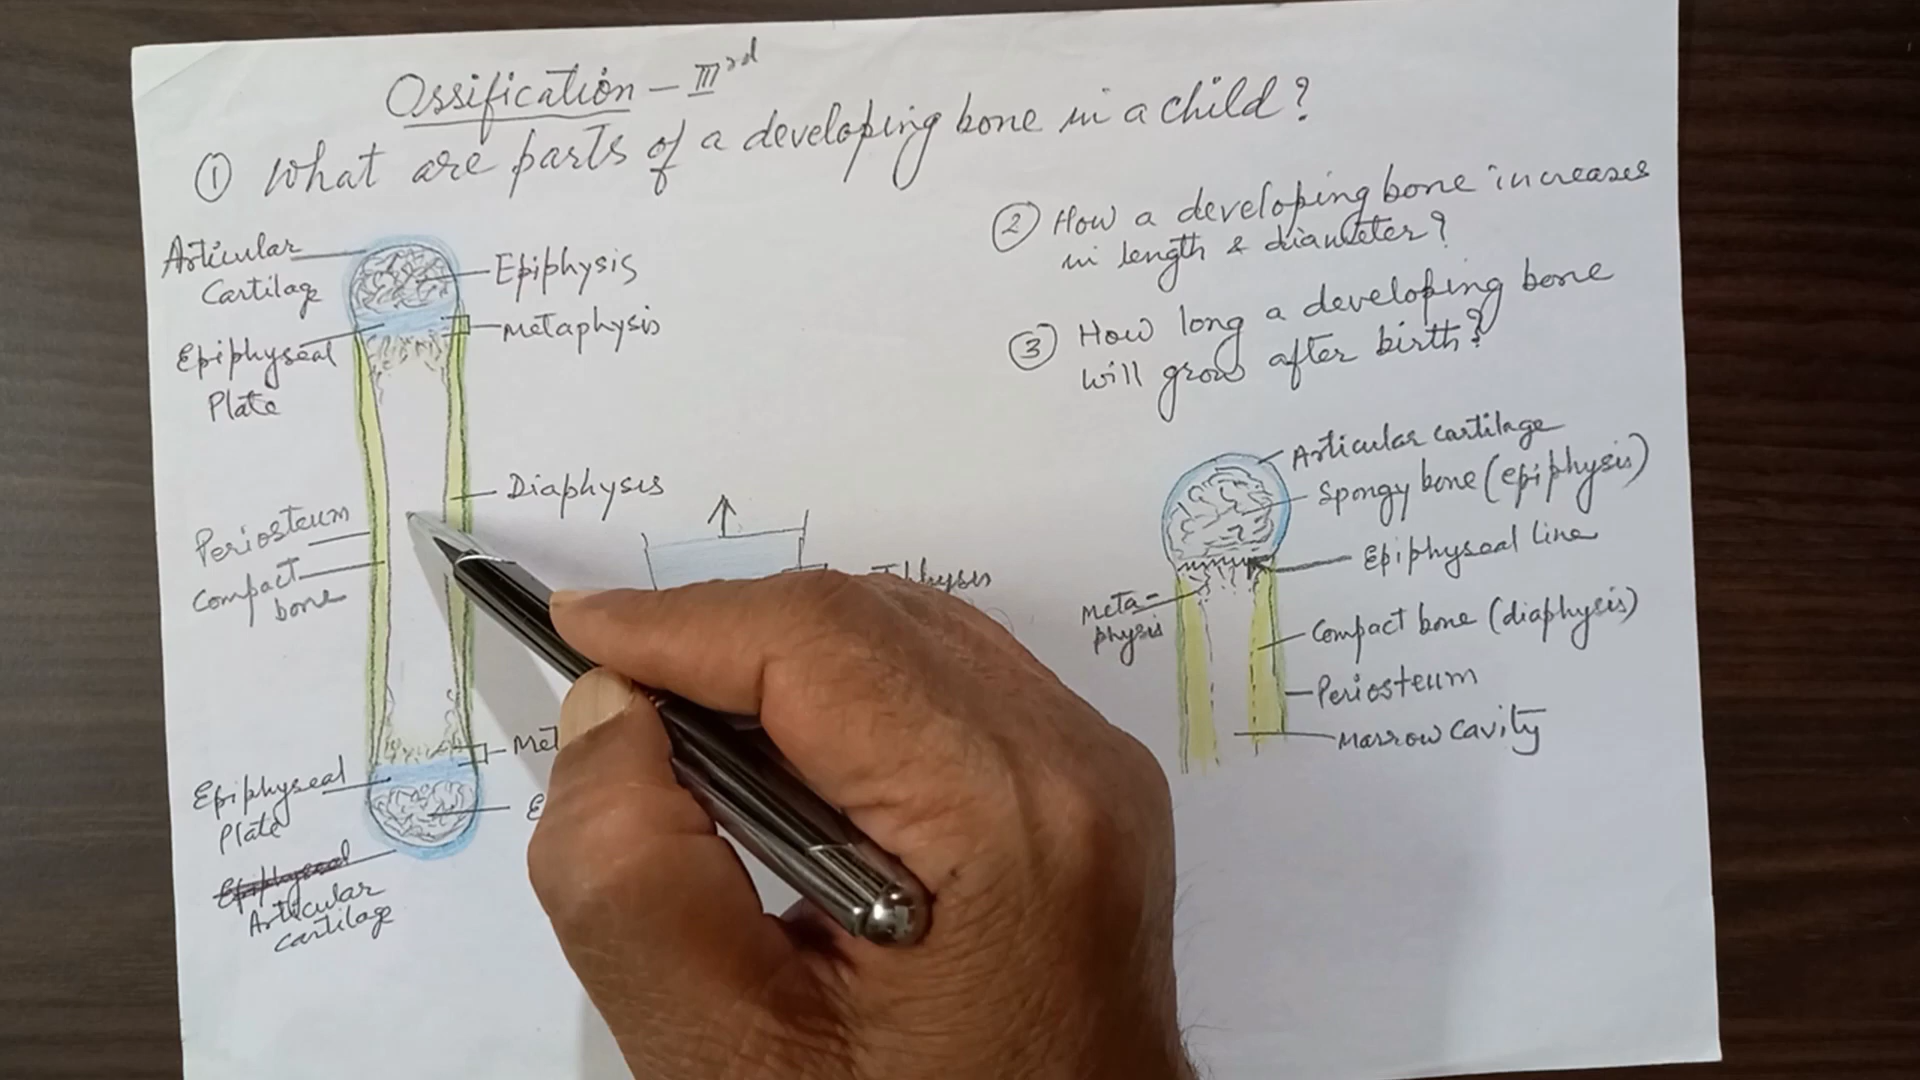 Ossification - IIIrd
① What are parts of a developing bone in a child?
Articular
Cartilage
Epiphysis
Metaphysis
Epiphyseal
Plate
Diaphysis
Periosteum
Compact
bone
Epiphyseal
Plate
Articular
Cartilage
② How a developing bone increases
in length & diameter?
③ How long a developing bone
will grow after birth?
Articular cartilage
Spongy bone (epiphysis)
Epiphyseal line
Meta-
physis
Compact bone (diaphysis)
Periosteum
Marrow cavity